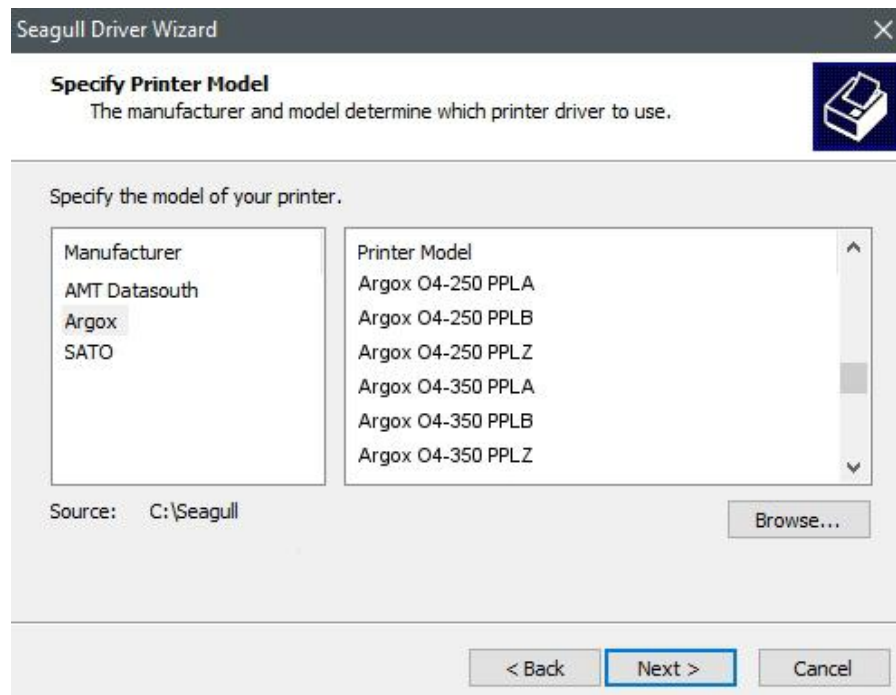 Seagull Driver Wizard
Specify Printer Model
The manufacturer and model determine which printer driver to use.
Specify the model of your printer.
Manufacturer
AMT Datasouth
Argox
SATO
Printer Model
Argox O4-250 PPLA
Argox O4-250 PPLB
Argox O4-250 PPLZ
Argox O4-350 PPLA
Argox O4-350 PPLB
Argox O4-350 PPLZ
Source: C:\Seagull
Browse...
< Back
Next >
Cancel